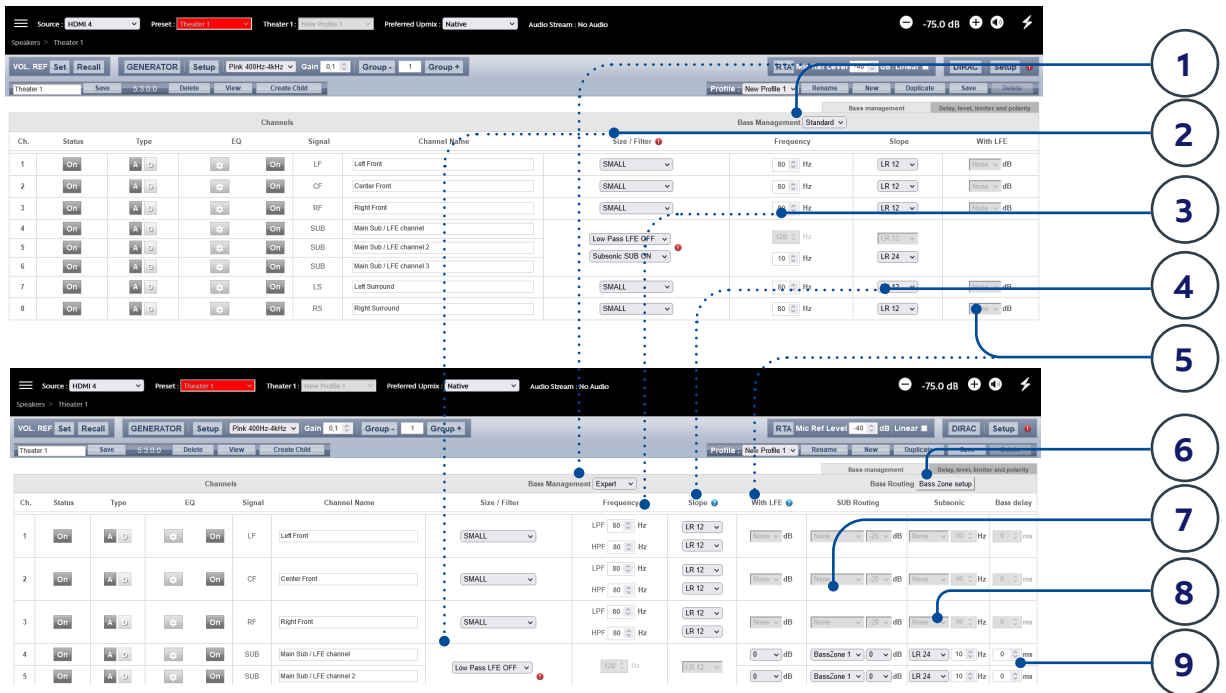 Source : HDMI 4 Preset : Theater 1 Theater 1 : New Profile 1 Preferred Upmix : Native Audio Stream : No Audio -75.0 dB
Speakers > Theater 1
VOL. REF Set Recall GENERATOR Setup Pink 400Hz-4kHz Gain 0,1 Group - 1 Group + RTA Mic Ref Level -40 dB Linear DIRAC Setup
Theater 1 Save 5.3.0.0 Delete View Create Child Profile : New Profile 1 Rename New Duplicate Save Delete
Bass management Delay, level, limiter and polarity
Channels Bass Management Standard
Ch. Status Type EQ Signal Channel Name Size / Filter Frequency Slope With LFE
1 On A D On LF Left Front SMALL 80 Hz LR 12 None dB
2 On A D On CF Center Front SMALL 80 Hz LR 12 None dB
3 On A D On RF Right Front SMALL 80 Hz LR 12 None dB
4 On A D On SUB Main Sub / LFE channel
Low Pass LFE OFF 120 Hz LR 12
5 On A D On SUB Main Sub / LFE channel 2
Subsonic SUB ON 10 Hz LR 24
6 On A D On SUB Main Sub / LFE channel 3
7 On A D On LS Left Surround SMALL 80 Hz LR 12 None dB
8 On A D On RS Right Surround SMALL 80 Hz LR 12 None dB
Source : HDMI 4 Preset : Theater 1 Theater 1 : New Profile 1 Preferred Upmix : Native Audio Stream : No Audio -75.0 dB
Speakers > Theater 1
VOL. REF Set Recall GENERATOR Setup Pink 400Hz-4kHz Gain 0,1 Group - 1 Group + RTA Mic Ref Level -40 dB Linear DIRAC Setup
Theater 1 Save 5.3.0.0 Delete View Create Child Profile : New Profile 1 Rename New Duplicate Save Delete
Bass management Delay, level, limiter and polarity
Channels Bass Management Expert Bass Routing Bass Zone setup
Ch. Status Type EQ Signal Channel Name Size / Filter Frequency Slope With LFE SUB Routing Subsonic Bass delay
LPF 80 Hz LR 12
1 On A D On LF Left Front SMALL None dB None -20 dB None 10 Hz 0 ms
HPF 80 Hz LR 12
LPF 80 Hz LR 12
2 On A D On CF Center Front SMALL None dB None -20 dB None 10 Hz 0 ms
HPF 80 Hz LR 12
LPF 80 Hz LR 12
3 On A D On RF Right Front SMALL None dB None -20 dB None 10 Hz 0 ms
HPF 80 Hz LR 12
4 On A D On SUB Main Sub / LFE channel 0 dB BassZone 1 0 dB LR 24 10 Hz 0 ms
Low Pass LFE OFF 120 Hz LR 12
5 On A D On SUB Main Sub / LFE channel 2 0 dB BassZone 1 0 dB LR 24 10 Hz 0 ms
1
2
3
4
5
6
7
8
9